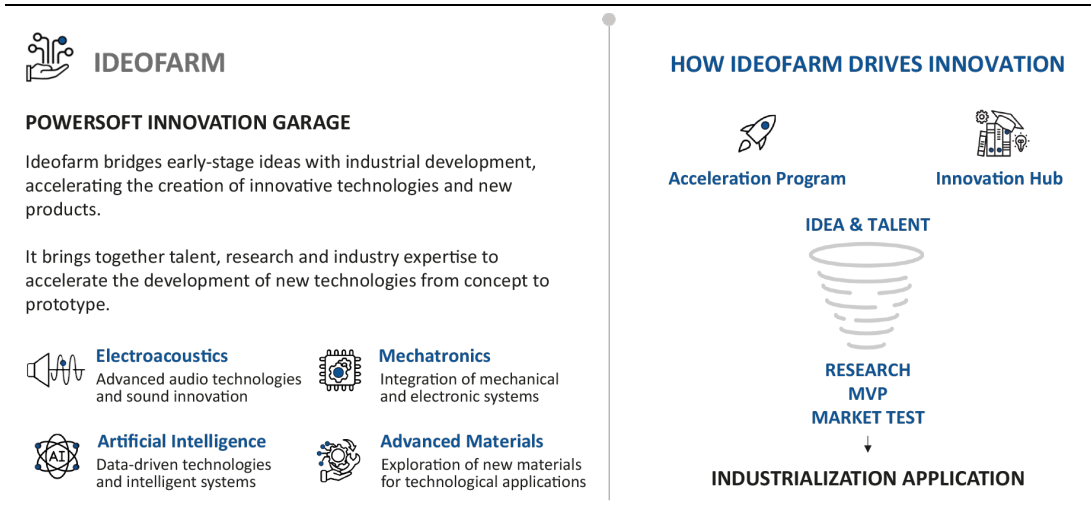 IDEOFARM
POWERSOFT INNOVATION GARAGE
Ideofarm bridges early-stage ideas with industrial development,
accelerating the creation of innovative technologies and new
products.
It brings together talent, research and industry expertise to
accelerate the development of new technologies from concept to
prototype.
Electroacoustics
Advanced audio technologies
and sound innovation
Mechatronics
Integration of mechanical
and electronic systems
AI
Artificial Intelligence
Data-driven technologies
and intelligent systems
Advanced Materials
Exploration of new materials
for technological applications
HOW IDEOFARM DRIVES INNOVATION
Acceleration Program
Innovation Hub
IDEA & TALENT
RESEARCH
MVP
MARKET TEST
INDUSTRIALIZATION APPLICATION